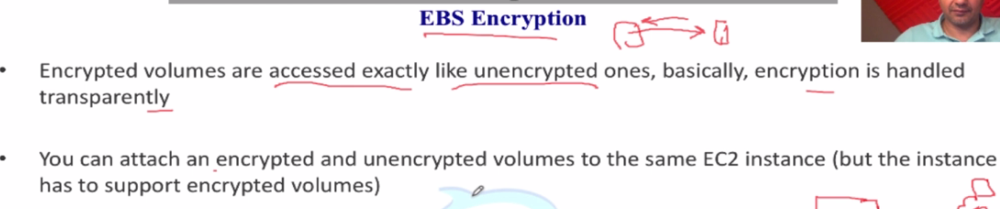 EBS Encryption
• Encrypted volumes are accessed exactly like unencrypted ones, basically, encryption is handled
transparently
• You can attach an encrypted and unencrypted volumes to the same EC2 instance (but the instance
has to support encrypted volumes)